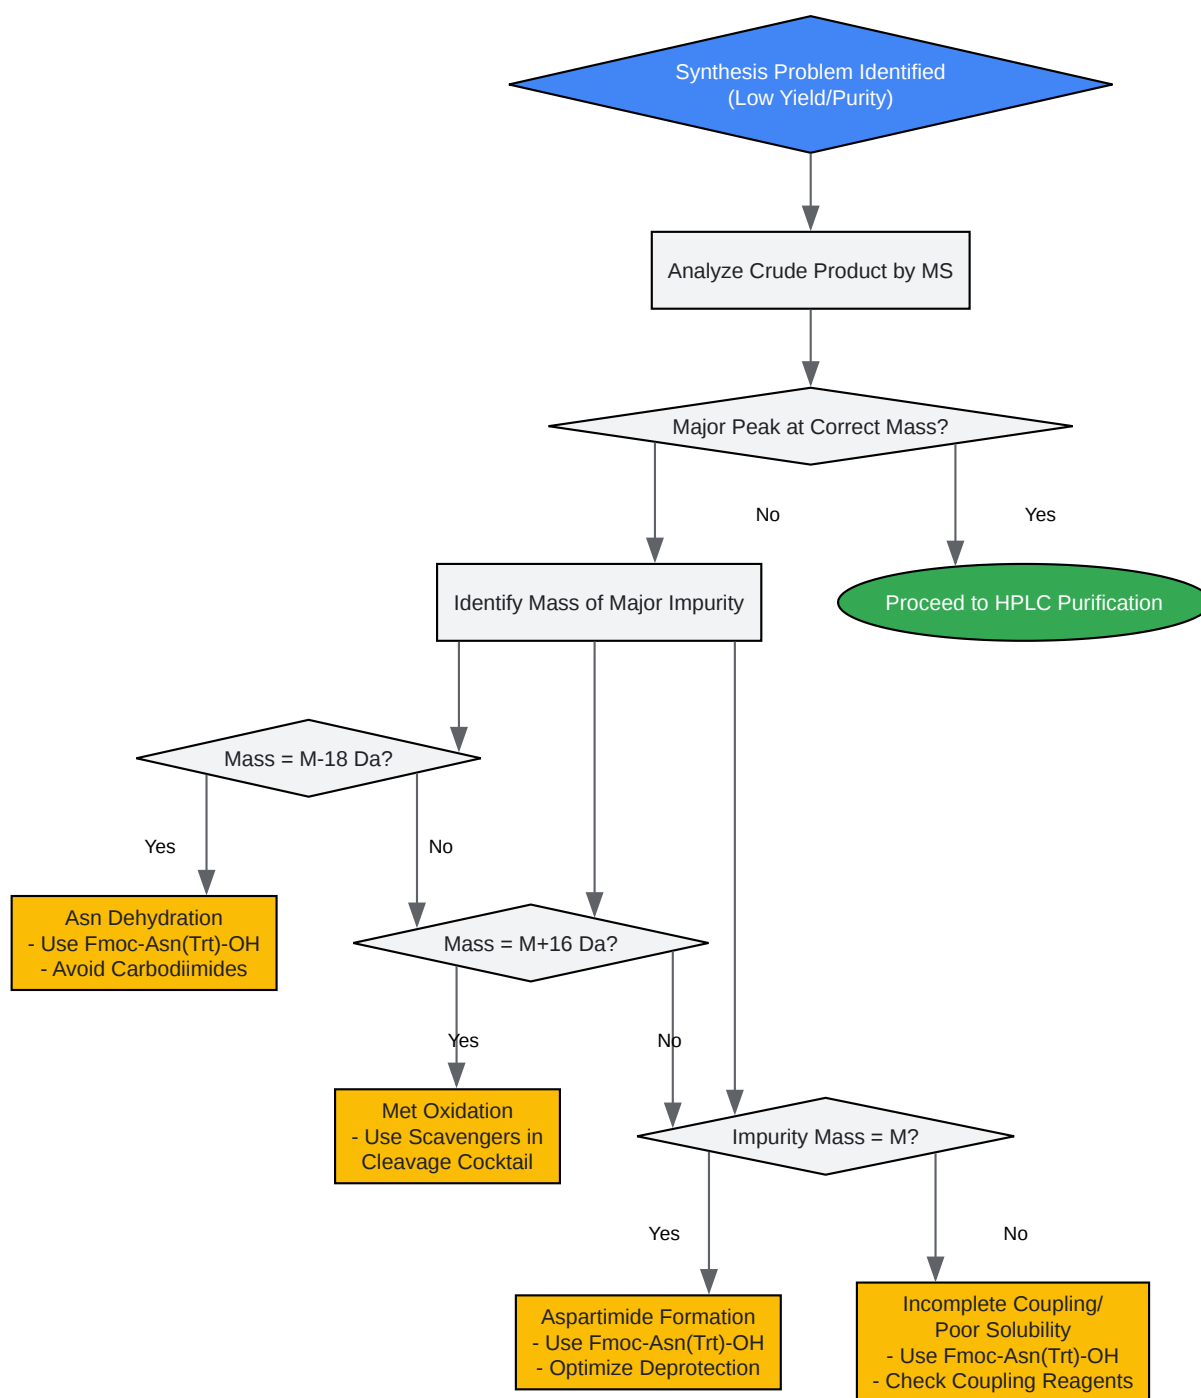 Synthesis Problem Identified
(Low Yield/Purity)
Analyze Crude Product by MS
Major Peak at Correct Mass?
No
Yes
Identify Mass of Major Impurity
Proceed to HPLC Purification
Mass = M-18 Da?
Yes
No
Asn Dehydration
- Use Fmoc-Asn(Trt)-OH
- Avoid Carbodiimides
Mass = M+16 Da?
Yes
No
Met Oxidation
- Use Scavengers in
Cleavage Cocktail
Impurity Mass = M?
Yes
No
Aspartimide Formation
- Use Fmoc-Asn(Trt)-OH
- Optimize Deprotection
Incomplete Coupling/
Poor Solubility
- Use Fmoc-Asn(Trt)-OH
- Check Coupling Reagents